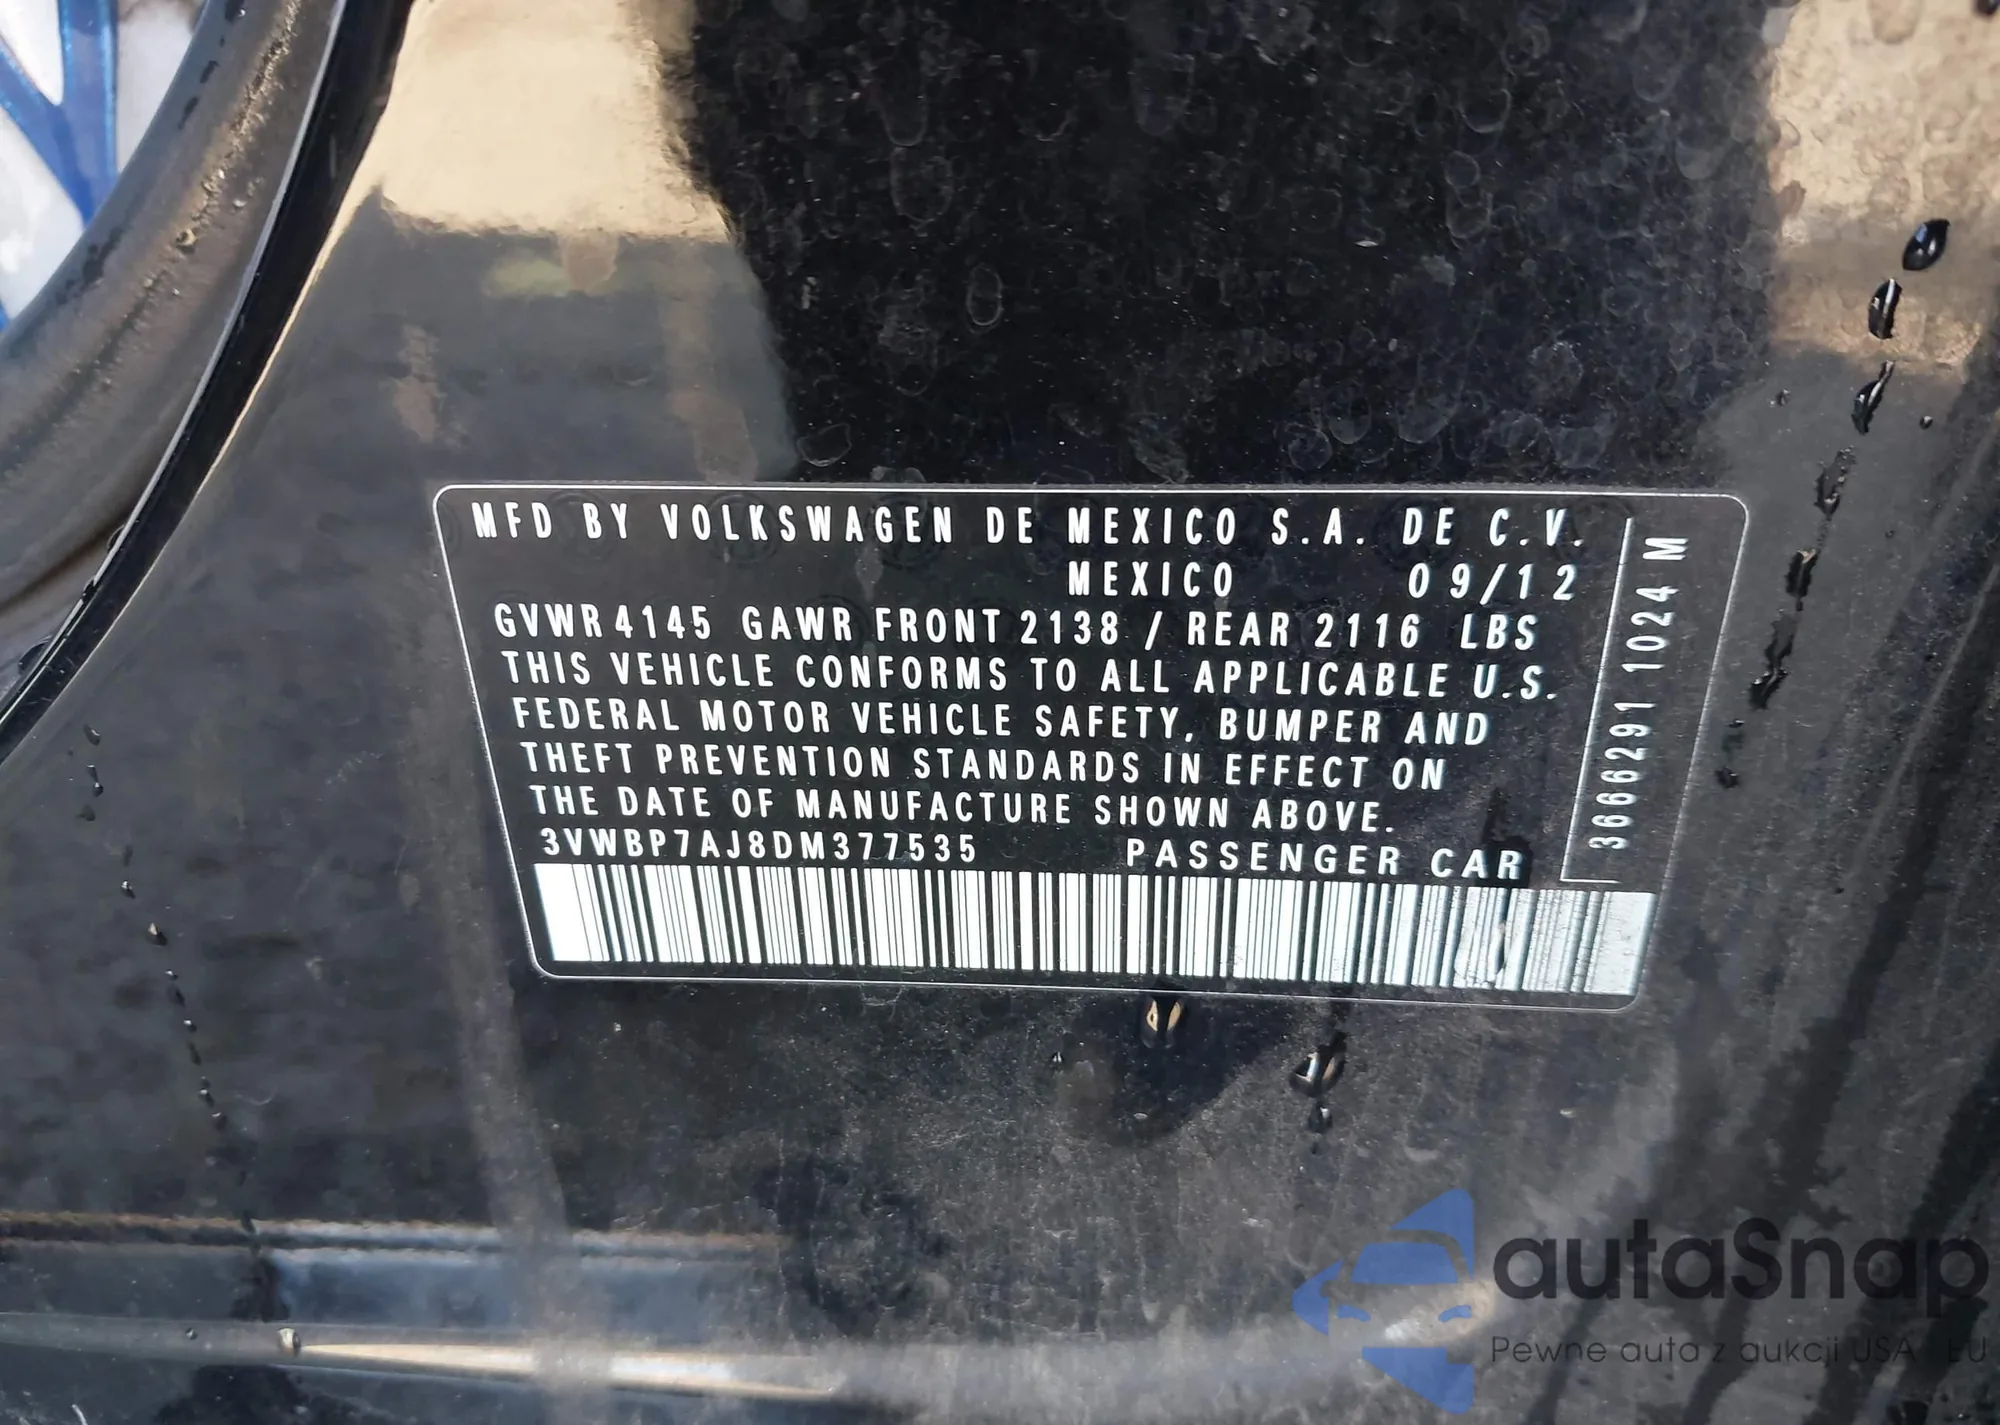 MFD BY VOLKSWAGEN DE MEXICO S.A. DE C.V.
MEXICO 09/12
GVWR 4145 GAWR FRONT 2138 / REAR 2116 LBS
THIS VEHICLE CONFORMS TO ALL APPLICABLE U.S.
FEDERAL MOTOR VEHICLE SAFETY, BUMPER AND
THEFT PREVENTION STANDARDS IN EFFECT ON
THE DATE OF MANUFACTURE SHOWN ABOVE.
3VWBP7AJ8DM377535 PASSENGER CAR
3666291 1024 M
autaSnap
Pewne auta z aukcji USA EU